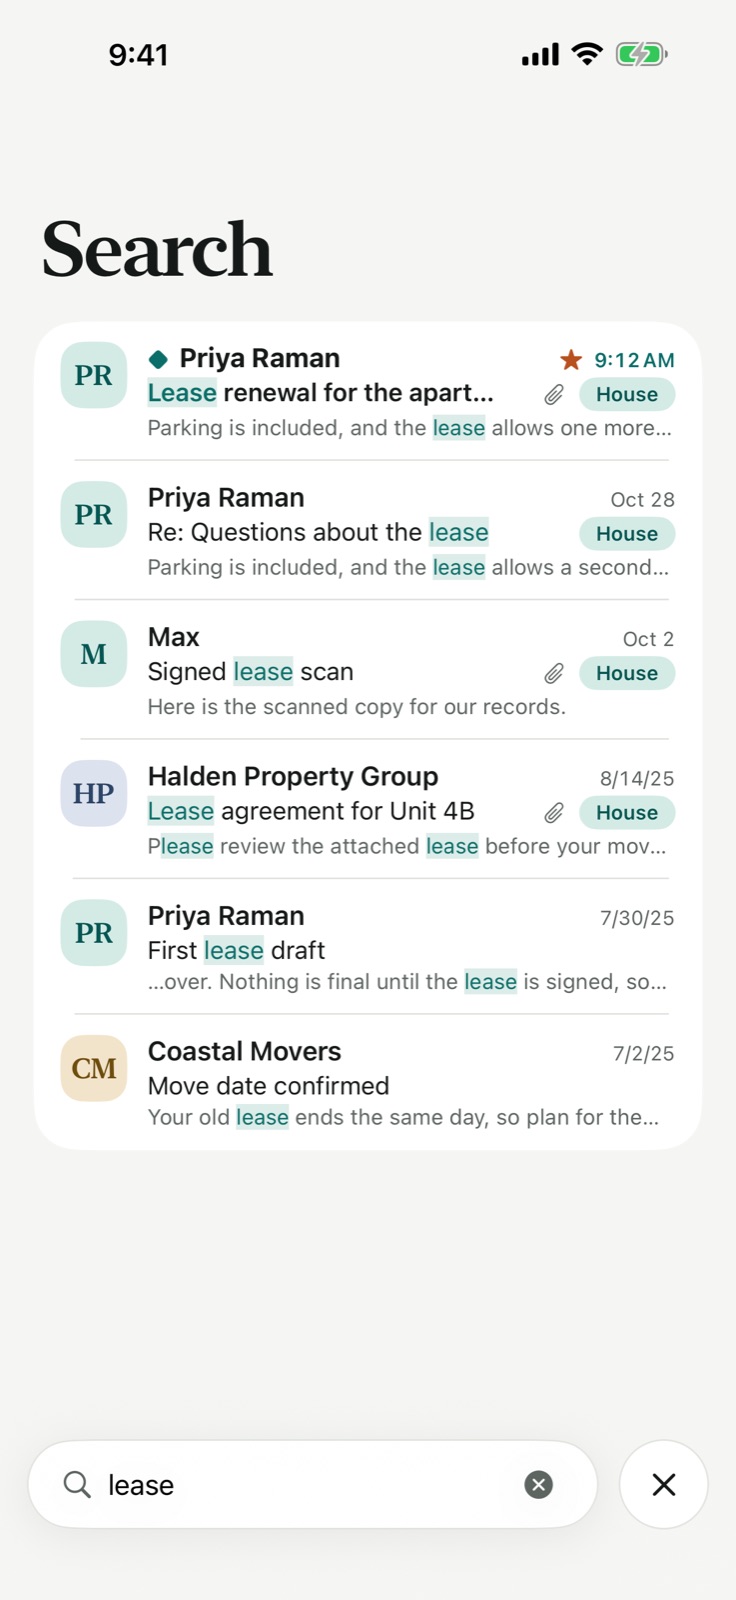 9:41
Search
PR
Priya Raman
9:12 AM
Lease renewal for the apart...
House
Parking is included, and the lease allows one more...
PR
Priya Raman
Oct 28
Re: Questions about the lease
House
Parking is included, and the lease allows a second...
M
Max
Oct 2
Signed lease scan
House
Here is the scanned copy for our records.
HP
Halden Property Group
8/14/25
Lease agreement for Unit 4B
House
Please review the attached lease before your mov...
PR
Priya Raman
7/30/25
First lease draft
...over. Nothing is final until the lease is signed, so...
CM
Coastal Movers
7/2/25
Move date confirmed
Your old lease ends the same day, so plan for the...
lease